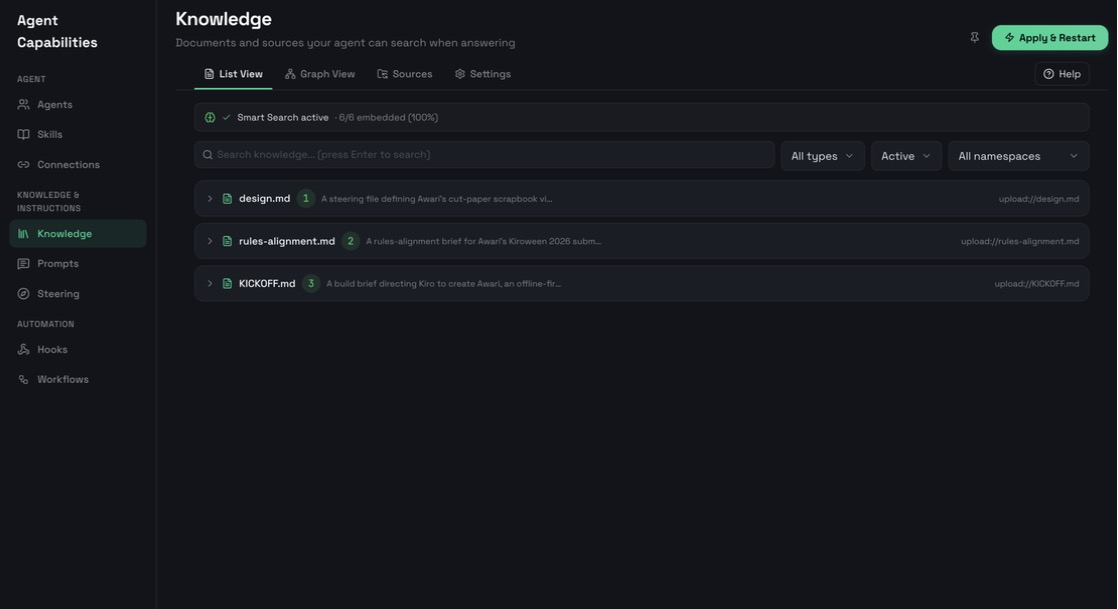 Agent
Capabilities
AGENT
Agents
Skills
Connections
KNOWLEDGE &
INSTRUCTIONS
Knowledge
Prompts
Steering
AUTOMATION
Hooks
Workflows
Knowledge
Documents and sources your agent can search when answering
Apply & Restart
List View
Graph View
Sources
Settings
Help
Smart Search active · 6/6 embedded (100%)
Search knowledge... (press Enter to search)
All types
Active
All namespaces
design.md 1 A steering file defining Awari's cut-paper scrapbook vi... upload://design.md
rules-alignment.md 2 A rules-alignment brief for Awari's Kiroween 2026 subm... upload://rules-alignment.md
KICKOFF.md 3 A build brief directing Kiro to create Awari, an offline-fir... upload://KICKOFF.md